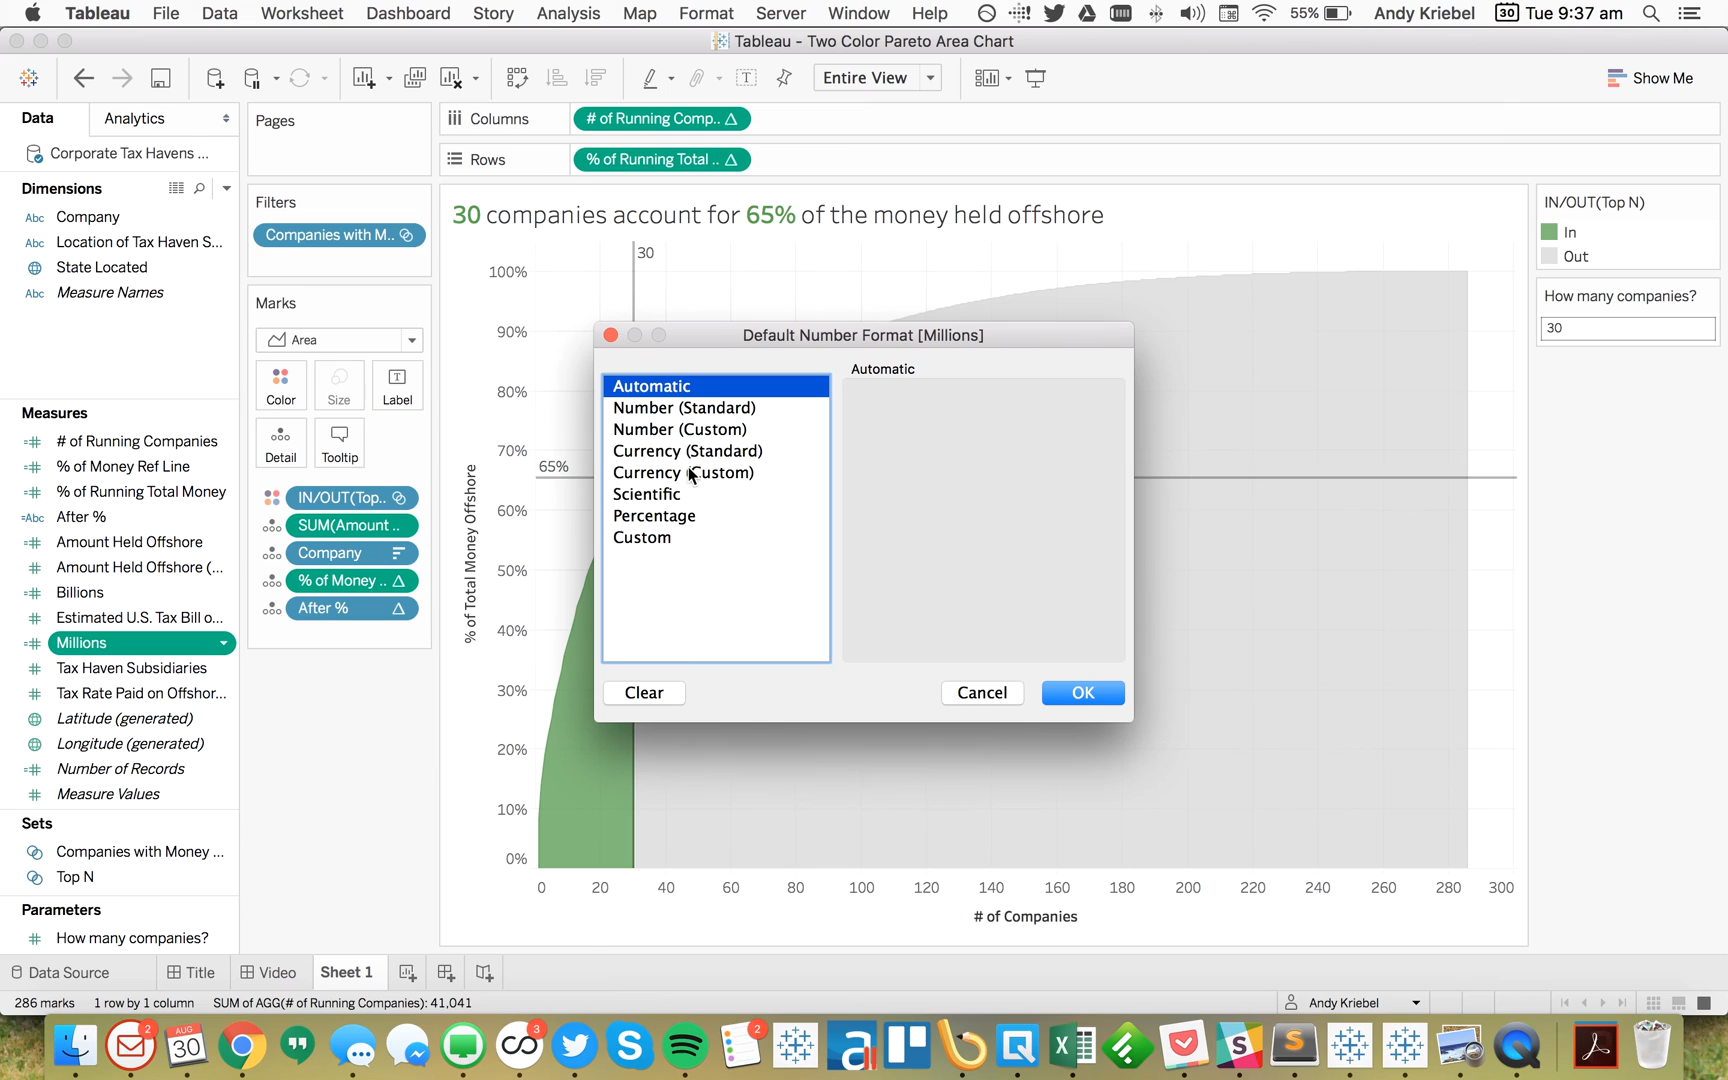 Tableau File Data Worksheet Dashboard Story Analysis Map Format Server Window Help 55% Andy Kriebel 30 Tue 9:37 am
Tableau - Two Color Pareto Area Chart
Entire View Show Me
Data Analytics
Corporate Tax Havens ...
Dimensions
Abc Company
Abc Location of Tax Haven S...
State Located
Abc Measure Names
Measures
# of Running Companies
% of Money Ref Line
% of Running Total Money
=Abc After %
Amount Held Offshore
Amount Held Offshore (...
Billions
Estimated U.S. Tax Bill o...
Millions
Tax Haven Subsidiaries
Tax Rate Paid on Offshor...
Latitude (generated)
Longitude (generated)
Number of Records
Measure Values
Sets
Companies with Money ...
Top N
Parameters
How many companies?
Pages
Filters
Companies with M..
Marks
Area
Color Size Label
Detail Tooltip
IN/OUT(Top..
SUM(Amount ..
Company
% of Money ..
After %
Columns # of Running Comp..
Rows % of Running Total ..
30 companies account for 65% of the money held offshore
30
100%
90%
80%
70%
65%
60%
50%
40%
30%
20%
10%
0%
% of Total Money Offshore
0 20 40 60 80 100 120 140 160 180 200 220 240 260 280 300
# of Companies
Default Number Format [Millions]
Automatic
Number (Standard)
Number (Custom)
Currency (Standard)
Currency (Custom)
Scientific
Percentage
Custom
Automatic
Clear Cancel OK
IN/OUT(Top N)
In
Out
How many companies?
30
Data Source Title Video Sheet 1
286 marks 1 row by 1 column SUM of AGG(# of Running Companies): 41,041 Andy Kriebel
2 AUG 30 3 2